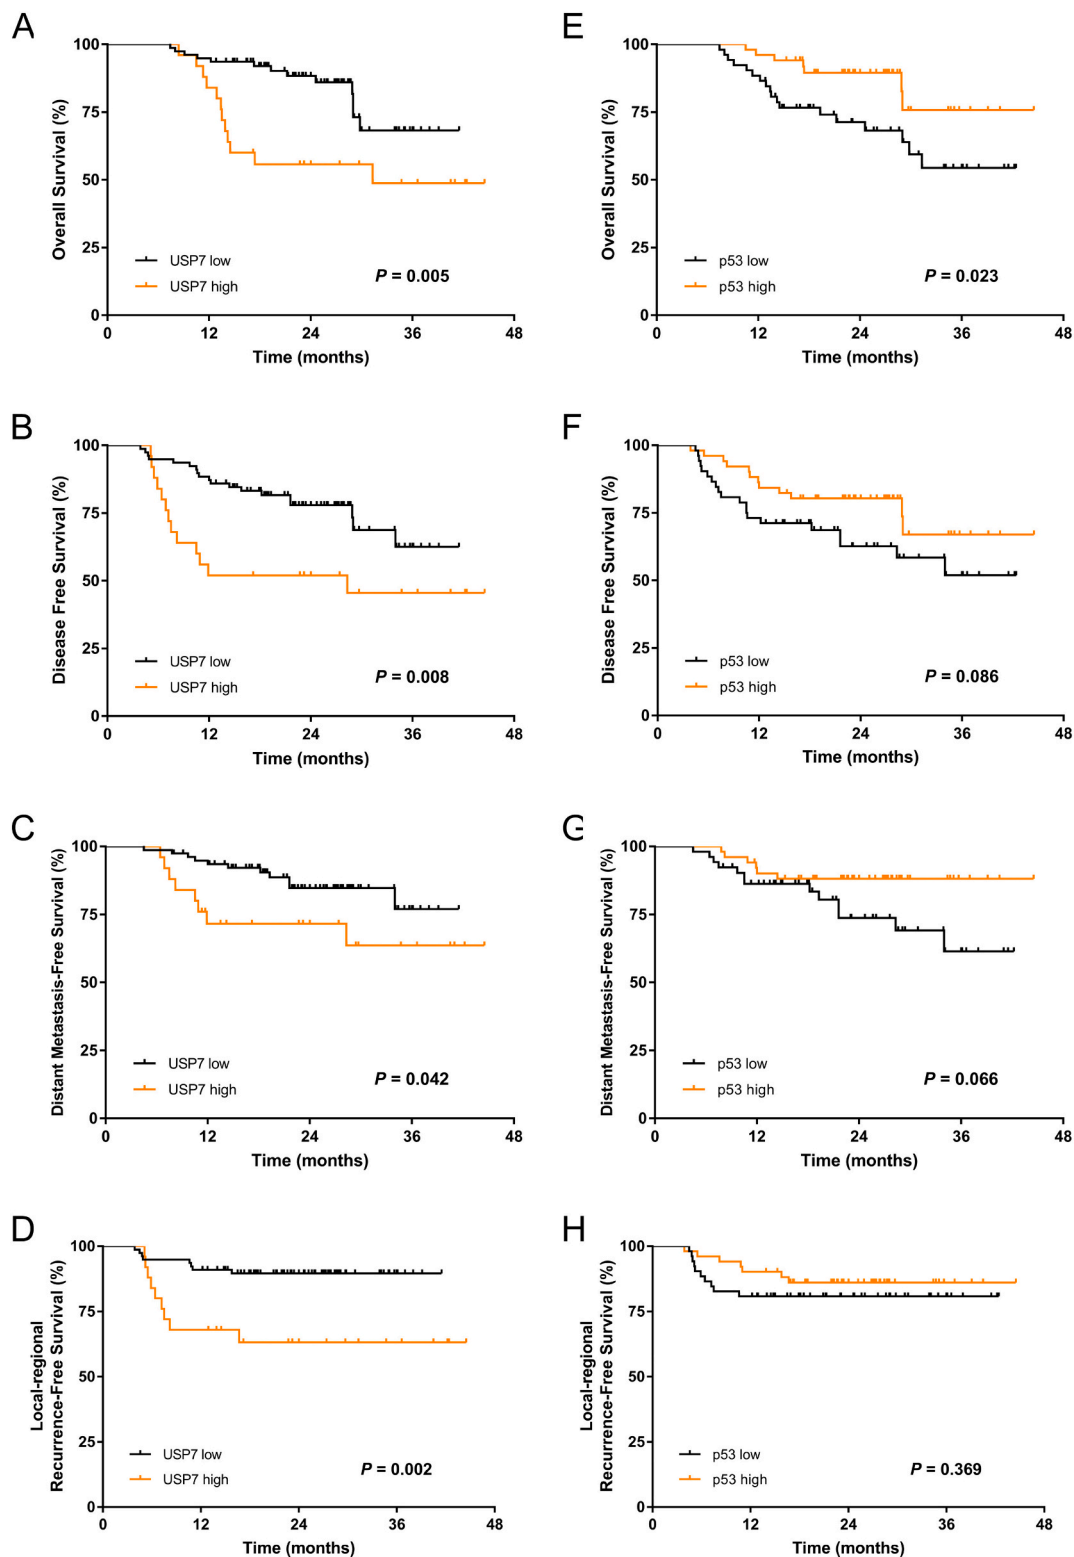 A
Overall Survival (%)
100
75
50
25
0
USP7 low
USP7 high
P = 0.005
0 12 24 36 48
Time (months)
E
Overall Survival (%)
100
75
50
25
0
p53 low
p53 high
P = 0.023
0 12 24 36 48
Time (months)
B
Disease Free Survival (%)
100
75
50
25
0
USP7 low
USP7 high
P = 0.008
0 12 24 36 48
Time (months)
F
Disease Free Survival (%)
100
75
50
25
0
p53 low
p53 high
P = 0.086
0 12 24 36 48
Time (months)
C
Distant Metastasis-Free Survival (%)
100
75
50
25
0
USP7 low
USP7 high
P = 0.042
0 12 24 36 48
Time (months)
G
Distant Metastasis-Free Survival (%)
100
75
50
25
0
p53 low
p53 high
P = 0.066
0 12 24 36 48
Time (months)
D
Local-regional
Recurrence-Free Survival (%)
100
75
50
25
0
USP7 low
USP7 high
P = 0.002
0 12 24 36 48
Time (months)
H
Local-regional
Recurrence-Free Survival (%)
100
75
50
25
0
p53 low
p53 high
P = 0.369
0 12 24 36 48
Time (months)